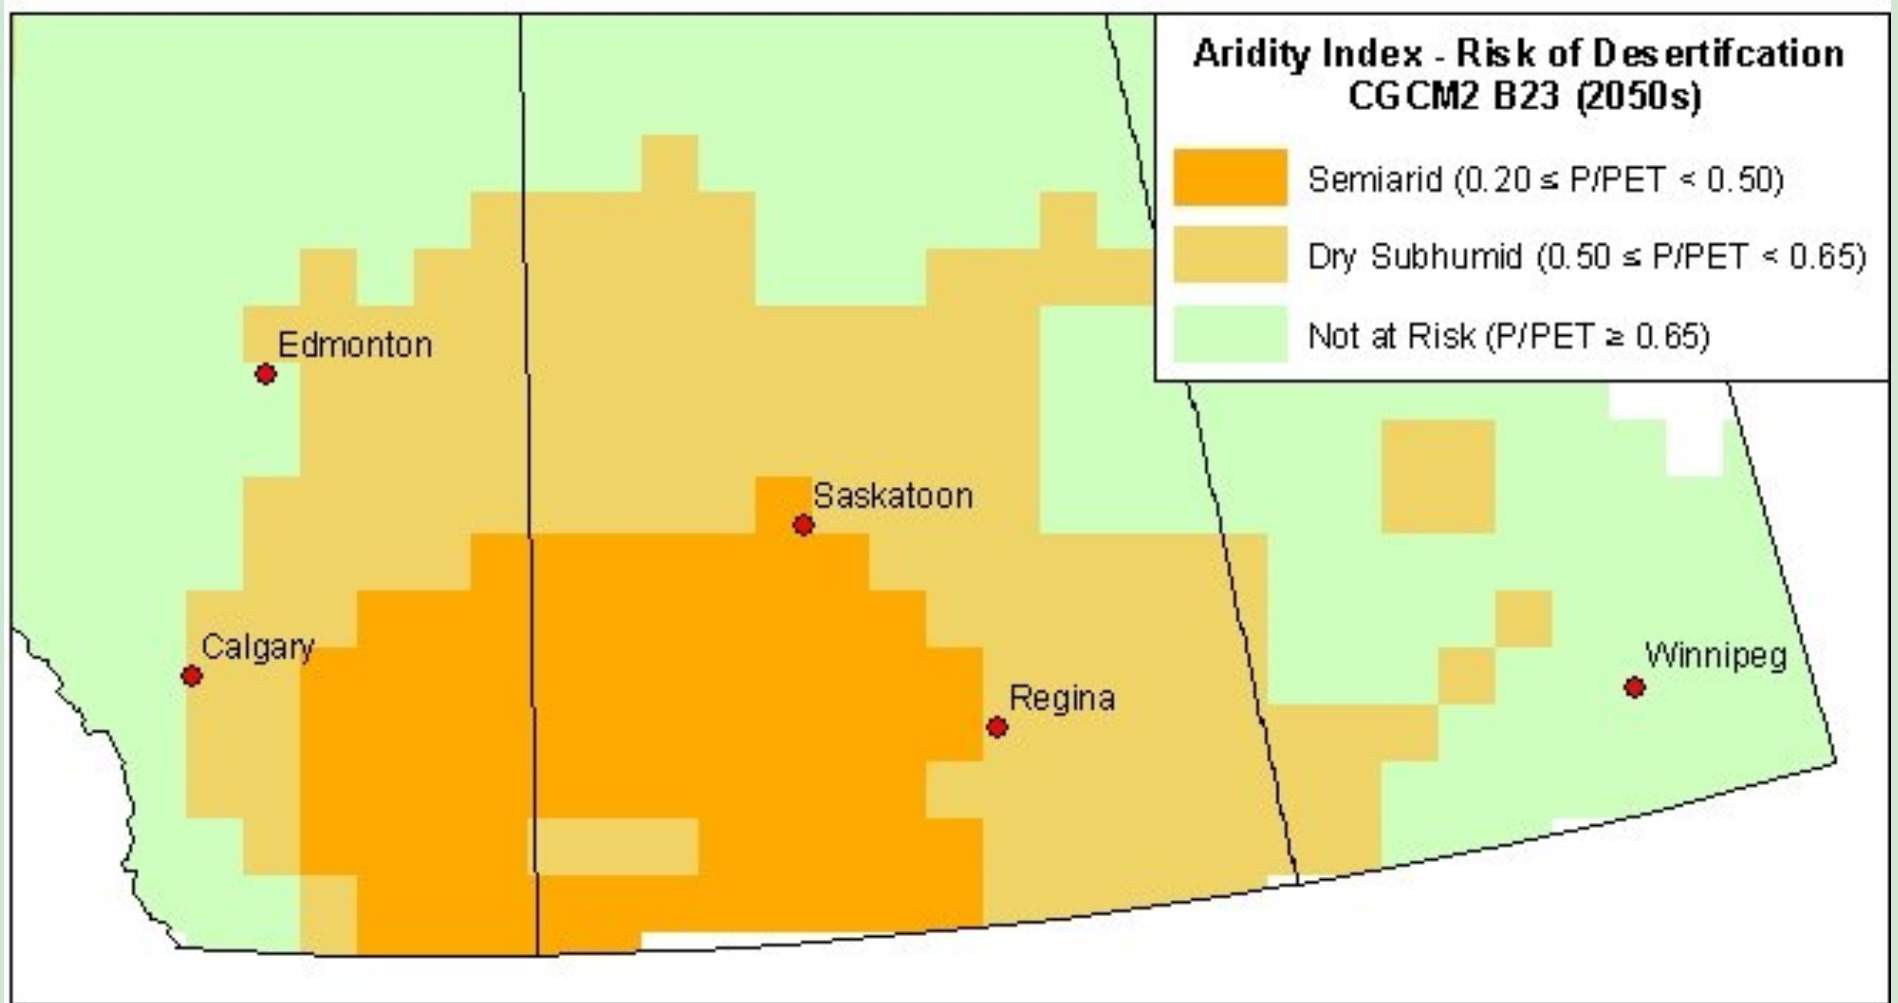 Aridity Index - Risk of Desertifcation
CGCM2 B23 (2050s)
Semiarid (0.20 ≤ P/PET < 0.50)
Dry Subhumid (0.50 ≤ P/PET < 0.65)
Not at Risk (P/PET ≥ 0.65)
Edmonton
Saskatoon
Calgary
Winnipeg
Regina